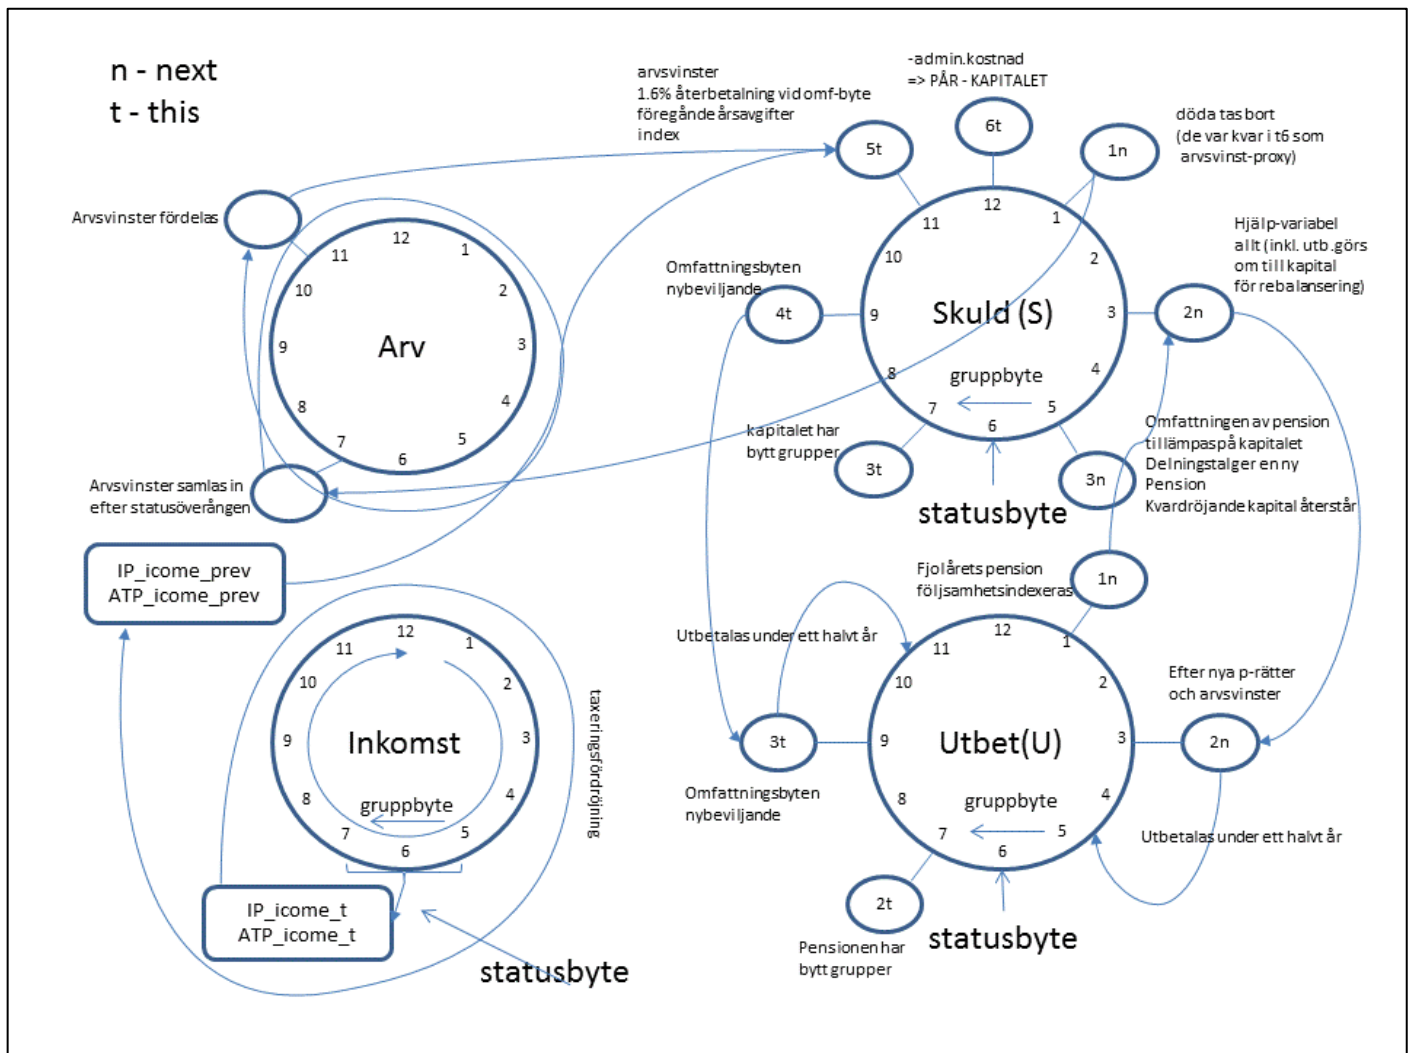 n - next
t - this
arvsvinster
1.6% återbetalning vid omf-byte
föregånde årsavgifter
index
-admin.kostnad
=> PÅR - KAPITALET
5t
6t
1n
döda tas bort
(de var kvar i t6 som
arvsvinst-proxy)
Arvsvinster fördelas
12
1
2
3
4
5
6
7
8
9
10
11
Arv
Arvsvinster samlas in
efter statusöverången
Omfattningsbyten
nybeviljande
4t
12
1
2
3
4
5
6
7
8
9
10
11
Skuld (S)
gruppbyte
2n
Hjälp-variabel
allt (inkl. utb.görs
om till kapital
för rebalansering)
kapitalet har
bytt grupper
3t
statusbyte
3n
Omfattningen av pension
tillämpas på kapitalet
Delningstal ger en ny
Pension
Kvardröjande kapital återstår
IP_icome_prev
ATP_icome_prev
Fjolårets pension
följsamhetsindexeras
1n
Utbetalas under ett halvt år
12
1
2
3
4
5
6
7
8
9
10
11
Inkomst
gruppbyte
taxeringsfördröjning
IP_icome_t
ATP_icome_t
statusbyte
3t
Omfattningsbyten
nybeviljande
12
1
2
3
4
5
6
7
8
9
10
11
Utbet(U)
gruppbyte
Efter nya p-rätter
och arvsvinster
2n
Utbetalas under ett halvt år
2t
Pensionen har
bytt grupper
statusbyte